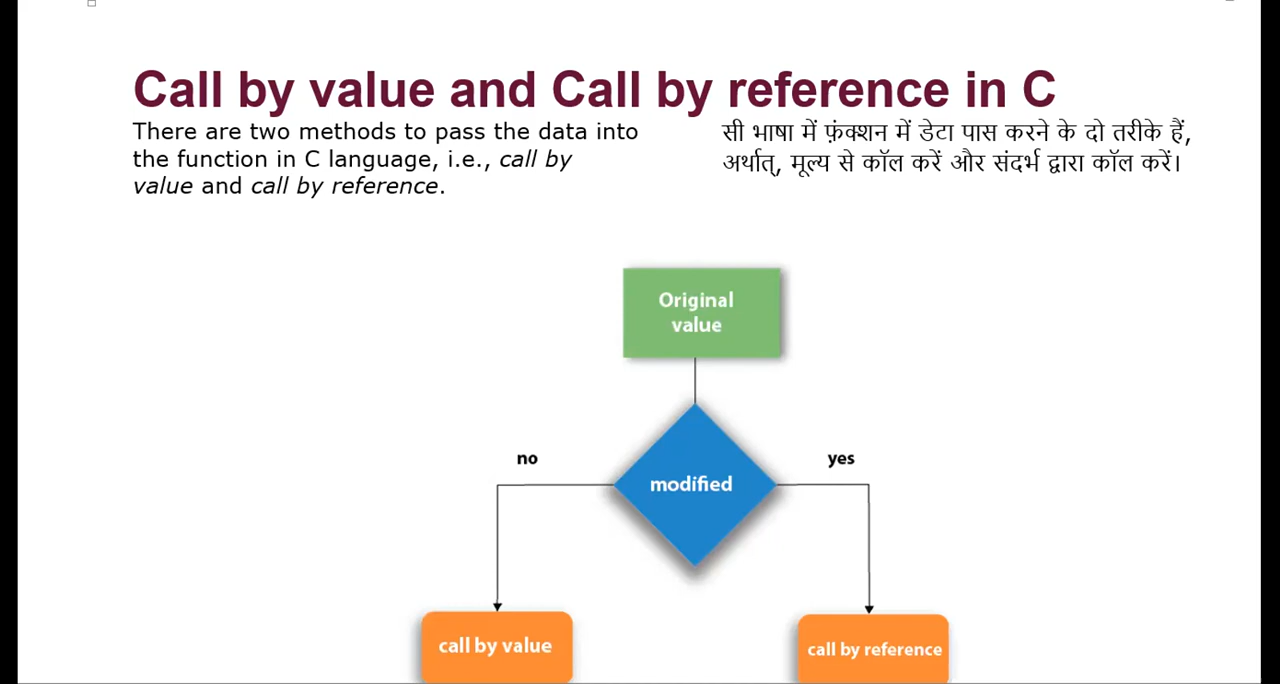 Call by value and Call by reference in C
There are two methods to pass the data into
the function in C language, i.e., call by
value and call by reference.
सी भाषा में फ़ंक्शन में डेटा पास करने के दो तरीके हैं,
अर्थात्, मूल्य से कॉल करें और संदर्भ द्वारा कॉल करें।
Original
value
no
yes
modified
call by value
call by reference